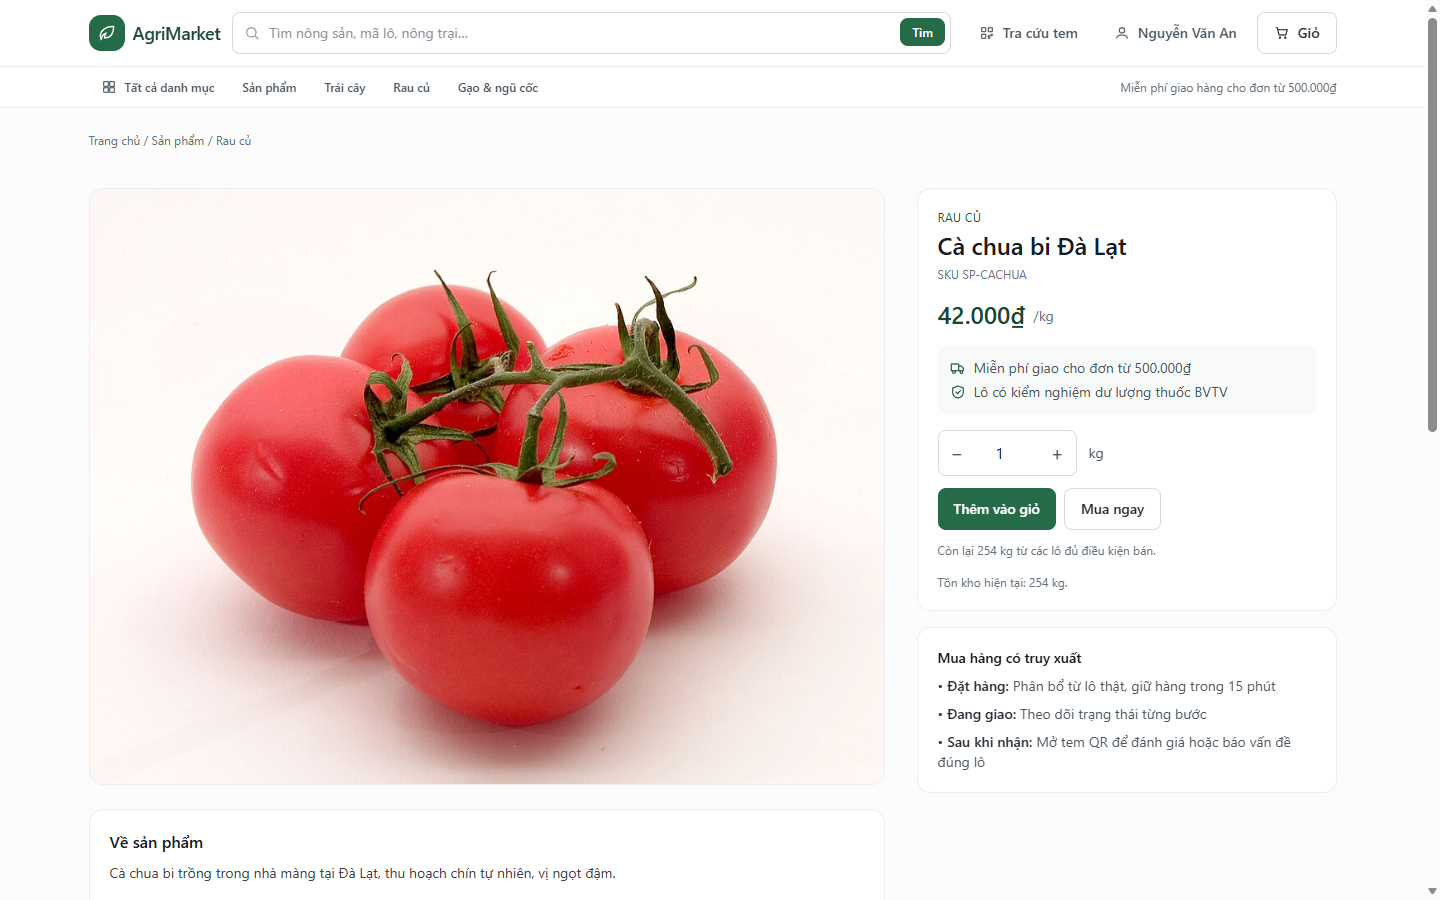 AgriMarket
Tìm nông sản, mã lô, nông trại...
Tìm
Tra cứu tem
Nguyễn Văn An
Giỏ
Tất cả danh mục
Sản phẩm
Trái cây
Rau củ
Gạo & ngũ cốc
Miễn phí giao hàng cho đơn từ 500.000₫
Trang chủ / Sản phẩm / Rau củ
RAU CỦ
Cà chua bi Đà Lạt
SKU SP-CACHUA
42.000₫ /kg
Miễn phí giao cho đơn từ 500.000₫
Lô có kiểm nghiệm dư lượng thuốc BVTV
− 1 + kg
Thêm vào giỏ
Mua ngay
Còn lại 254 kg từ các lô đủ điều kiện bán.
Tồn kho hiện tại: 254 kg.
Mua hàng có truy xuất
• Đặt hàng: Phân bổ từ lô thật, giữ hàng trong 15 phút
• Đang giao: Theo dõi trạng thái từng bước
• Sau khi nhận: Mở tem QR để đánh giá hoặc báo vấn đề
đúng lô
Về sản phẩm
Cà chua bi trồng trong nhà màng tại Đà Lạt, thu hoạch chín tự nhiên, vị ngọt đậm.